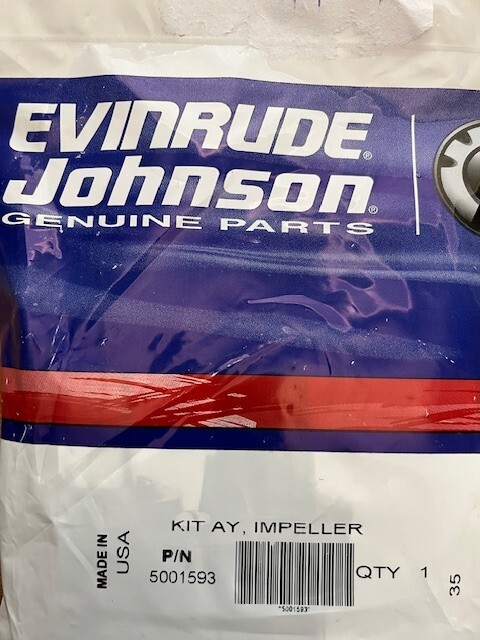 EVINRUDE®
Johnson®
GENUINE PARTS
KIT AY, IMPELLER
MADE IN
USA
P/N
5001593
*5001593*
QTY 1
35